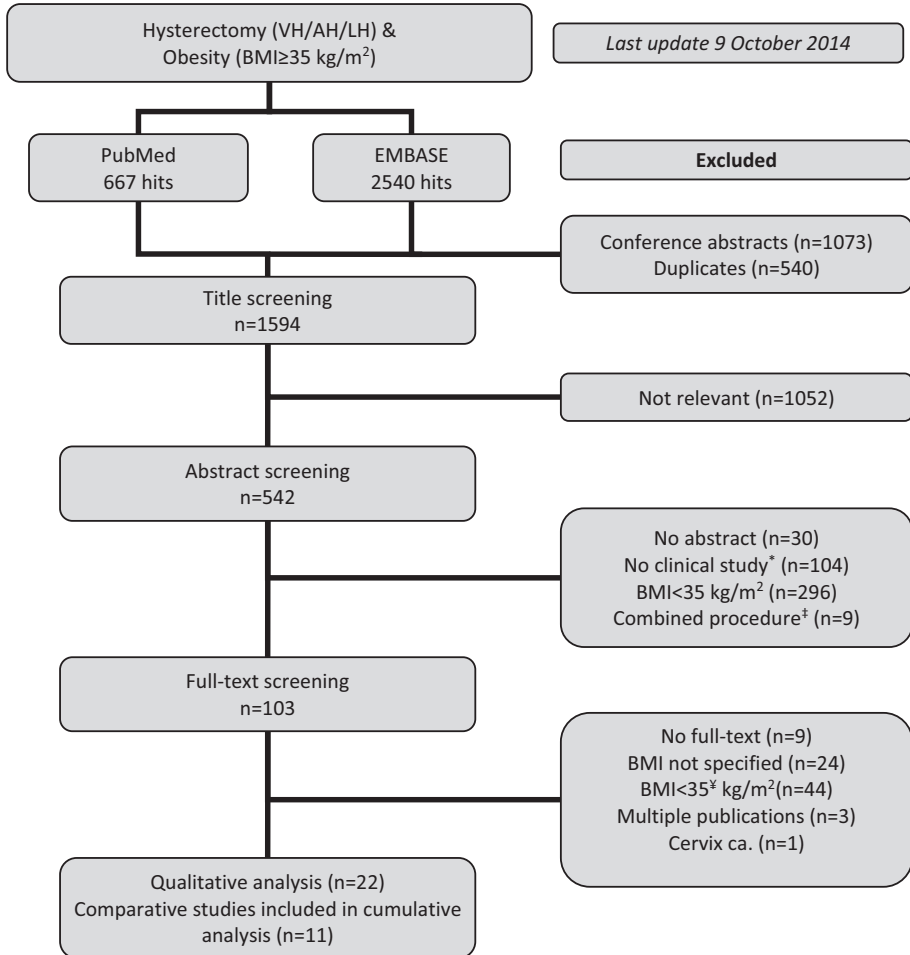 Hysterectomy (VH/AH/LH) &
Obesity (BMI≥35 kg/m²)
Last update 9 October 2014
PubMed
667 hits
EMBASE
2540 hits
Excluded
Conference abstracts (n=1073)
Duplicates (n=540)
Title screening
n=1594
Not relevant (n=1052)
Abstract screening
n=542
No abstract (n=30)
No clinical study* (n=104)
BMI<35 kg/m² (n=296)
Combined procedure‡ (n=9)
Full-text screening
n=103
No full-text (n=9)
BMI not specified (n=24)
BMI<35¥ kg/m²(n=44)
Multiple publications (n=3)
Cervix ca. (n=1)
Qualitative analysis (n=22)
Comparative studies included in cumulative
analysis (n=11)